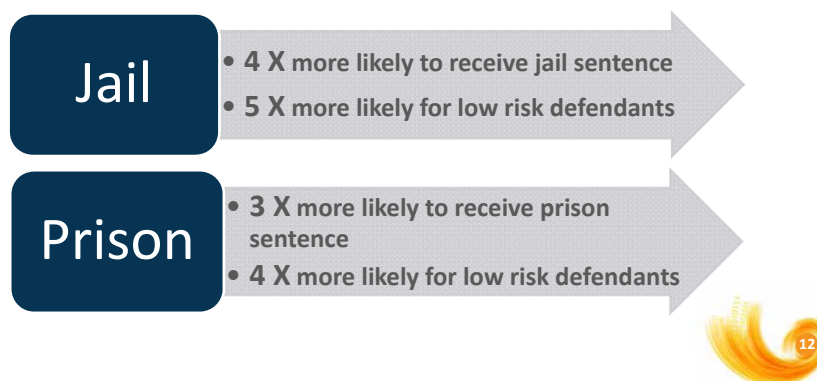 Jail
• 4 X more likely to receive jail sentence
• 5 X more likely for low risk defendants
Prison
• 3 X more likely to receive prison
sentence
• 4 X more likely for low risk defendants
12